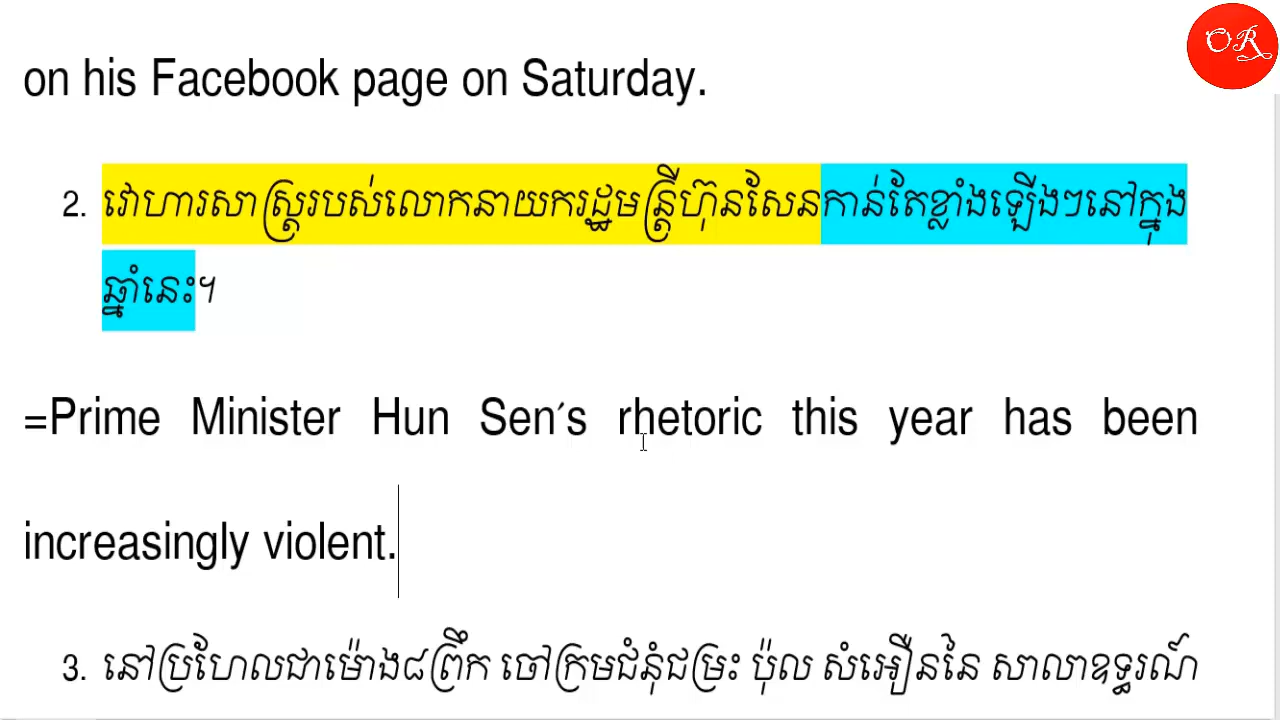 OR
on his Facebook page on Saturday.
2. វោហារសាស្ត្ររបស់លោកនាយករដ្ឋមន្ត្រីហ៊ុនសែនកាន់តែខ្លាំងឡើងៗនៅក្នុង
ឆ្នាំនេះ។
=Prime Minister Hun Sen′s rhetoric this year has been
increasingly violent.
3. នៅប្រហែលជាម៉ោង៨ព្រឹក ចៅក្រមជំនុំជម្រះ ប៉ុល សំអឿននៃ សាលាឧទ្ធរណ៍